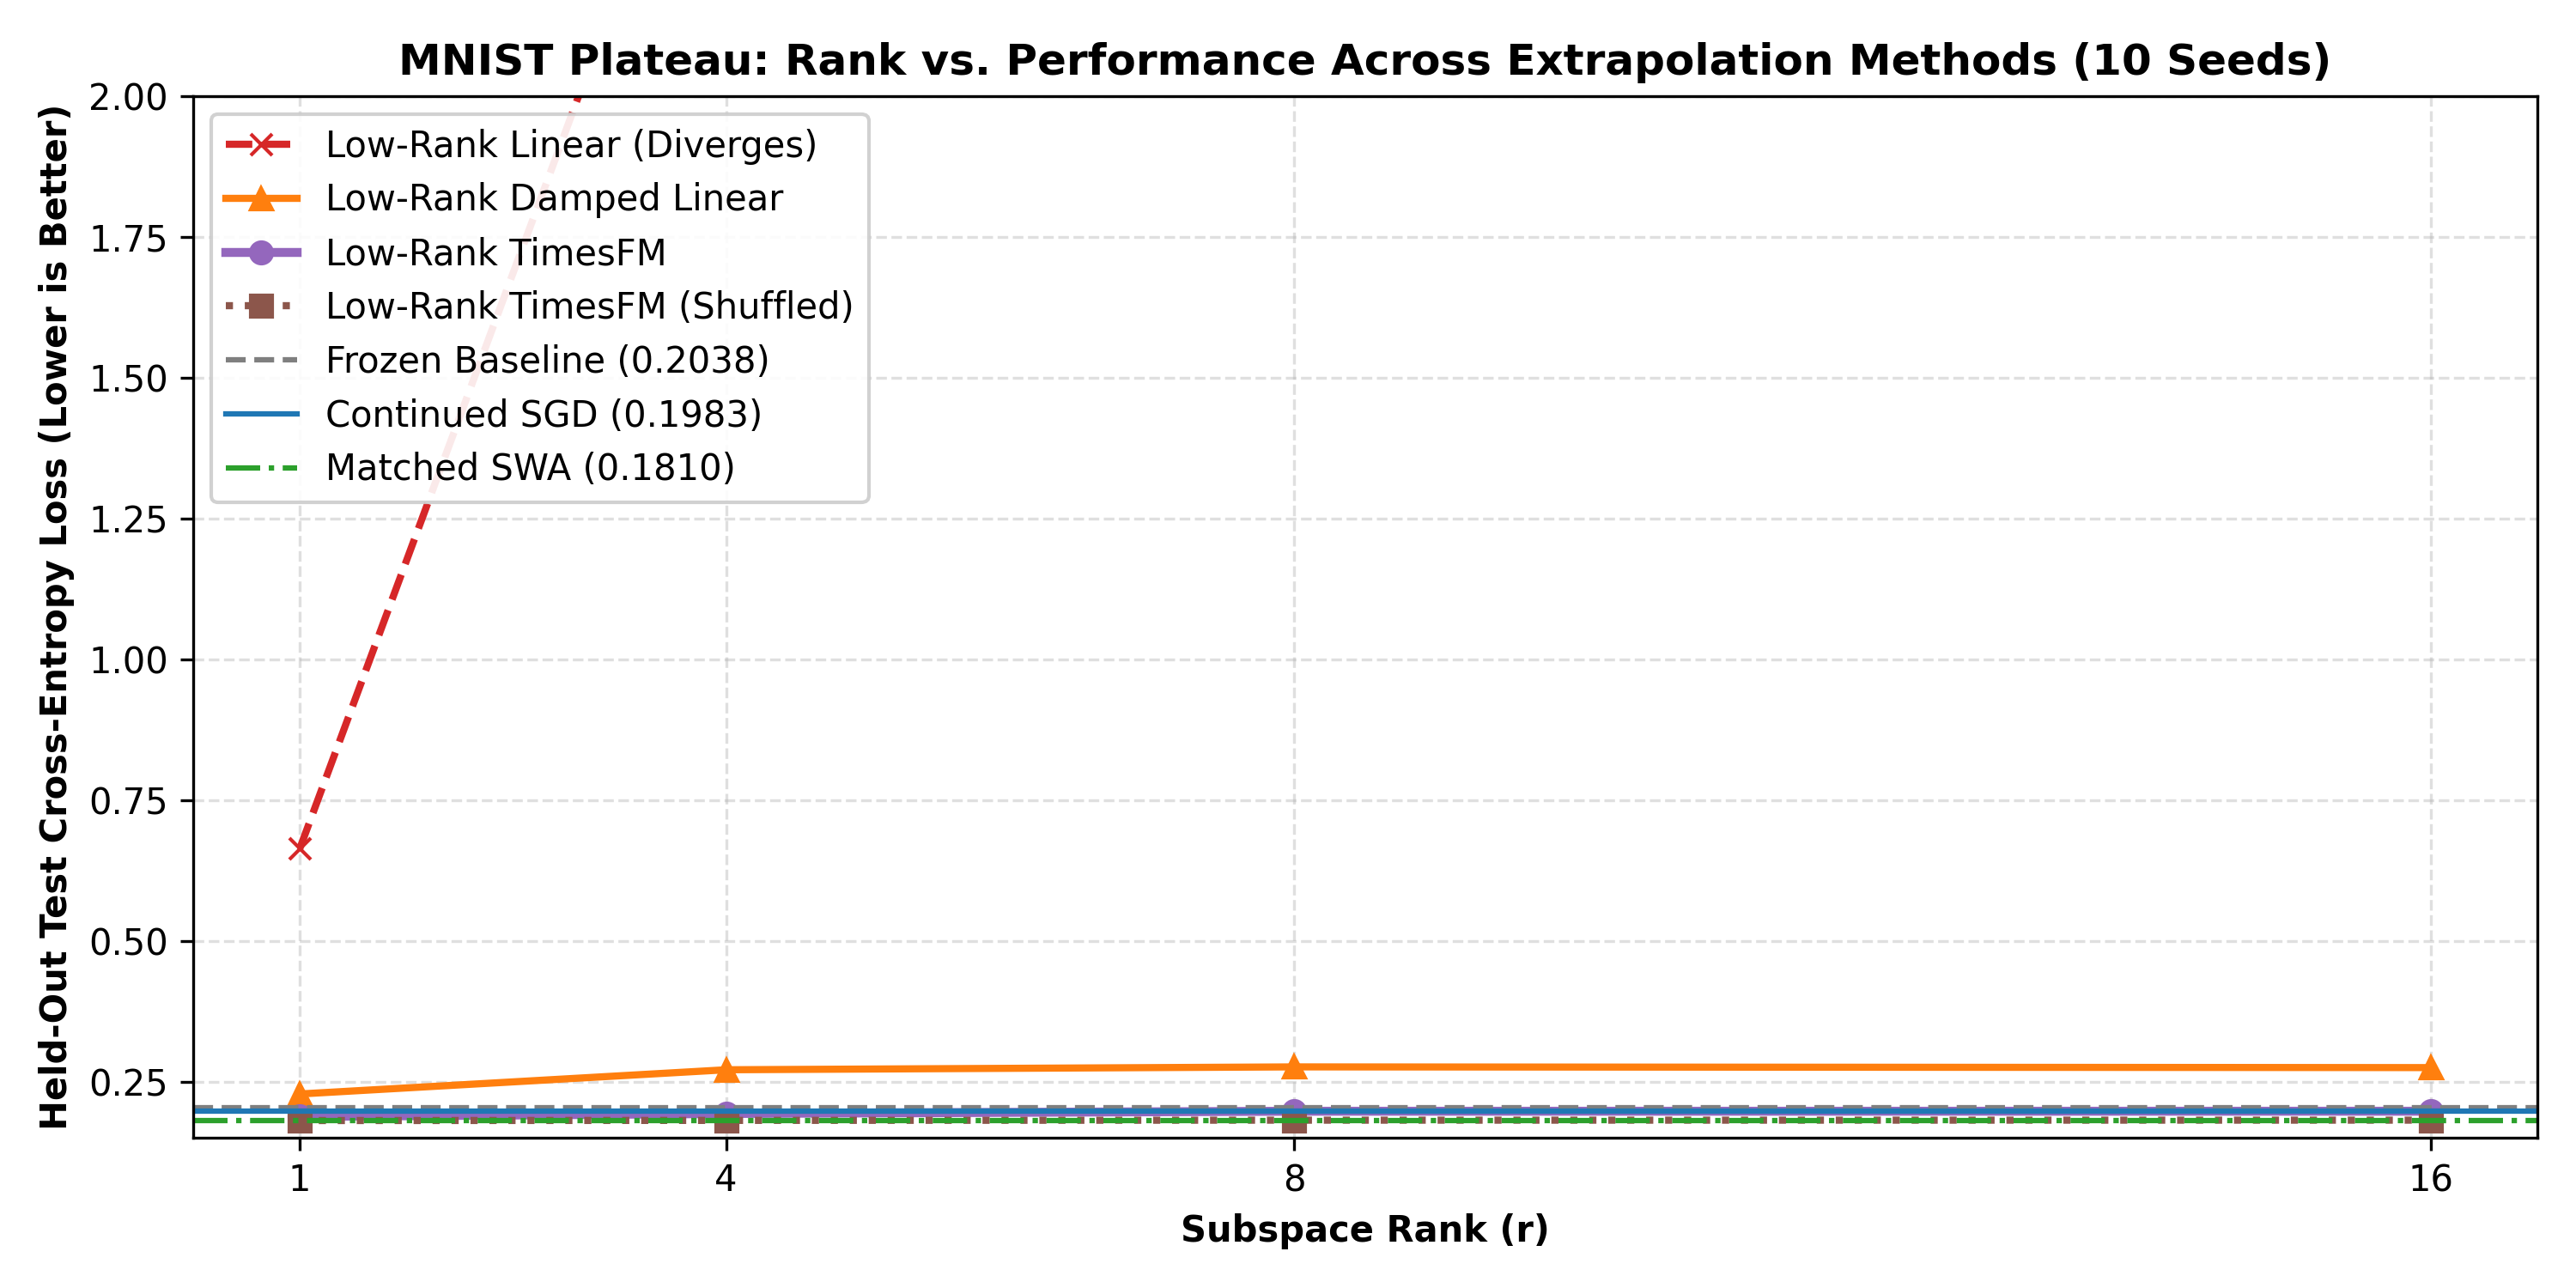 MNIST Plateau: Rank vs. Performance Across Extrapolation Methods (10 Seeds)
Held-Out Test Cross-Entropy Loss (Lower is Better)
2.00
1.75
1.50
1.25
1.00
0.75
0.50
0.25
Low-Rank Linear (Diverges)
Low-Rank Damped Linear
Low-Rank TimesFM
Low-Rank TimesFM (Shuffled)
Frozen Baseline (0.2038)
Continued SGD (0.1983)
Matched SWA (0.1810)
1
4
8
16
Subspace Rank (r)